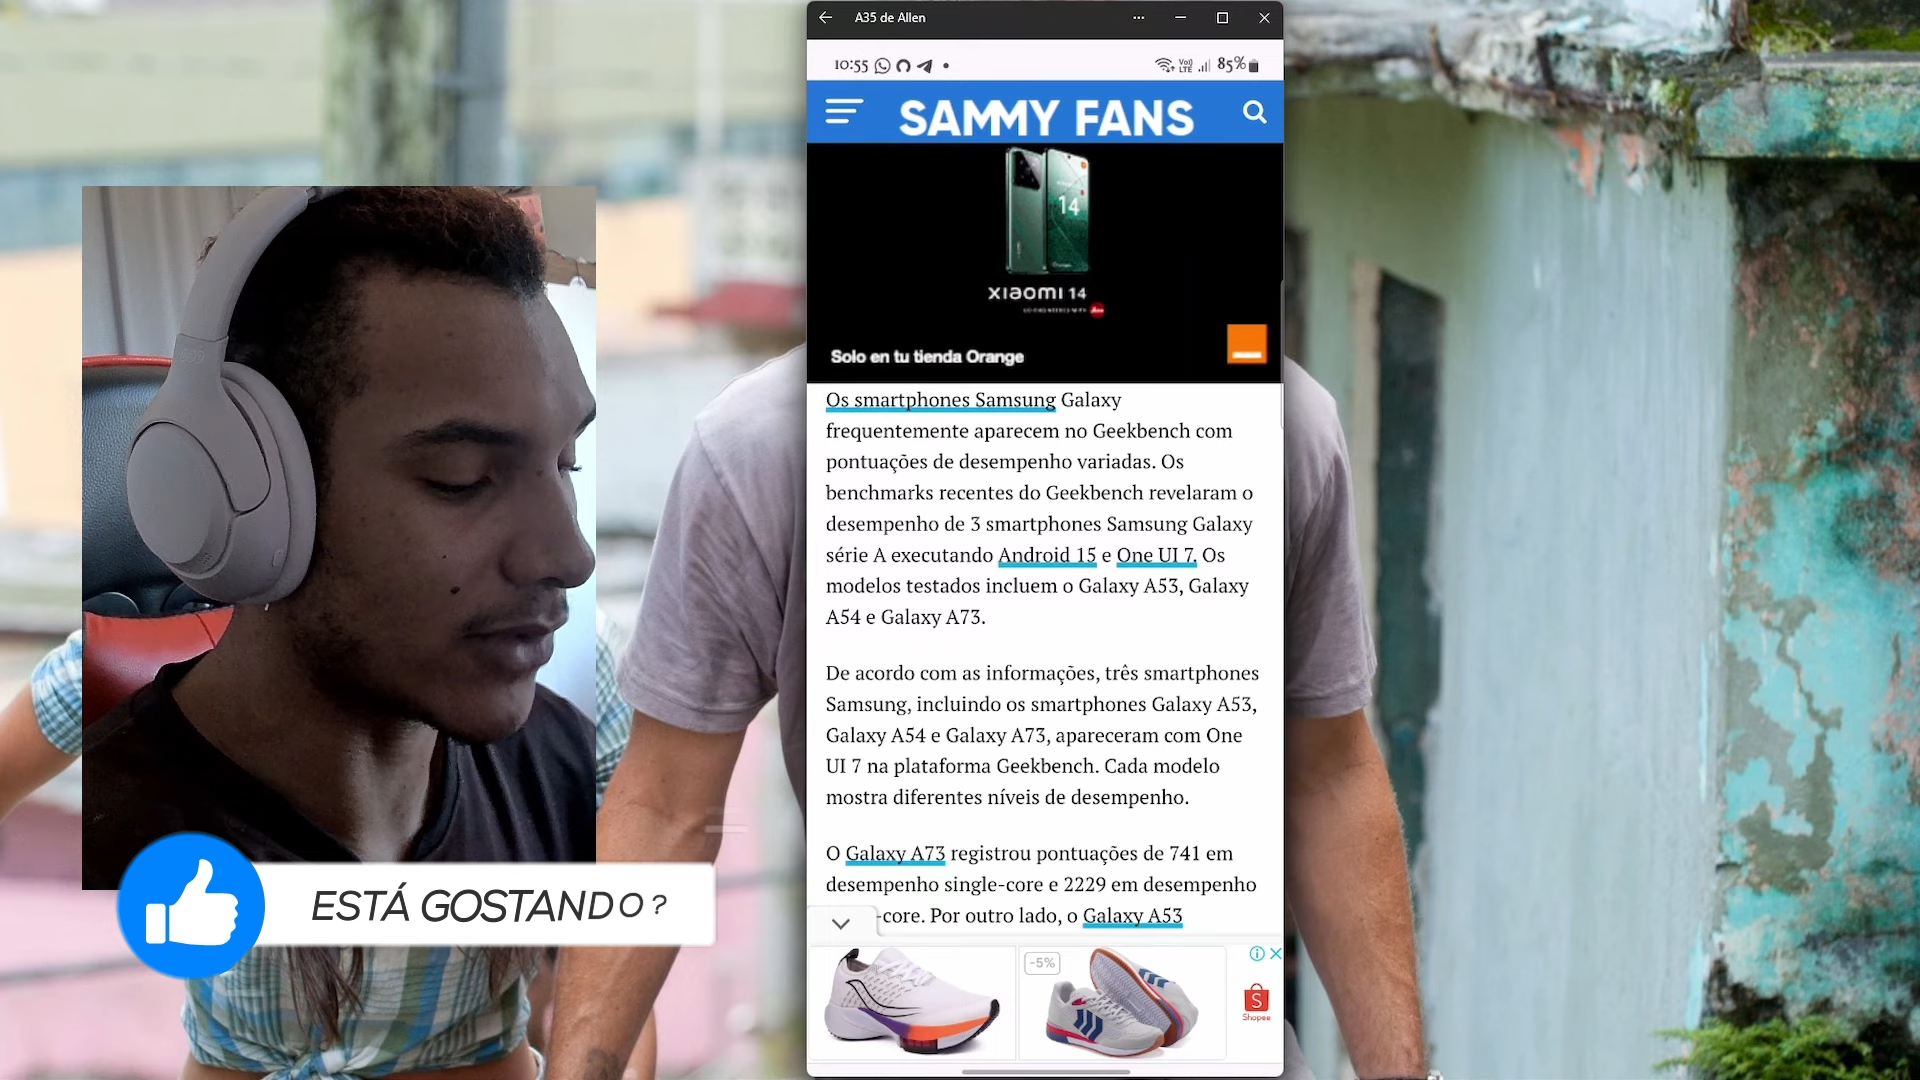 A35 de Allen
10:55
Vo)
LTE
85%
SAMMY FANS
14
XIAOMI 14
Solo en tu tienda Orange
Os smartphones Samsung Galaxy
frequentemente aparecem no Geekbench com
pontuações de desempenho variadas. Os
benchmarks recentes do Geekbench revelaram o
desempenho de 3 smartphones Samsung Galaxy
série A executando Android 15 e One UI 7. Os
modelos testados incluem o Galaxy A53, Galaxy
A54 e Galaxy A73.
De acordo com as informações, três smartphones
Samsung, incluindo os smartphones Galaxy A53,
Galaxy A54 e Galaxy A73, apareceram com One
UI 7 na plataforma Geekbench. Cada modelo
mostra diferentes níveis de desempenho.
O Galaxy A73 registrou pontuações de 741 em
desempenho single-core e 2229 em desempenho
-core. Por outro lado, o Galaxy A53
ESTÁ GOSTANDO?
-5%
Shopee